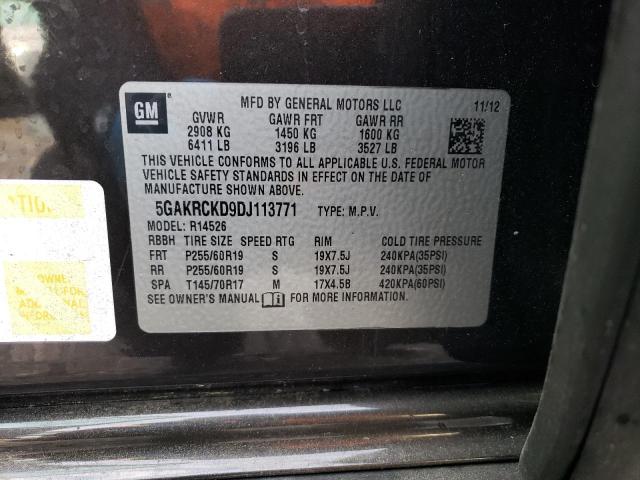 GM
MFD BY GENERAL MOTORS LLC 11/12
GVWR GAWR FRT GAWR RR
2908 KG 1450 KG 1600 KG
6411 LB 3196 LB 3527 LB
THIS VEHICLE CONFORMS TO ALL APPLICABLE U.S. FEDERAL MOTOR
VEHICLE SAFETY STANDARDS IN EFFECT ON THE DATE OF
MANUFACTURE SHOWN ABOVE.
5GAKRCKD9DJ113771 TYPE: M.P.V.
MODEL: R14526
RBBH TIRE SIZE SPEED RTG RIM COLD TIRE PRESSURE
FRT P255/60R19 S 19X7.5J 240KPA(35PSI)
RR P255/60R19 S 19X7.5J 240KPA(35PSI)
SPA T145/70R17 M 17X4.5B 420KPA(60PSI)
SEE OWNER'S MANUAL FOR MORE INFORMATION
OWNER